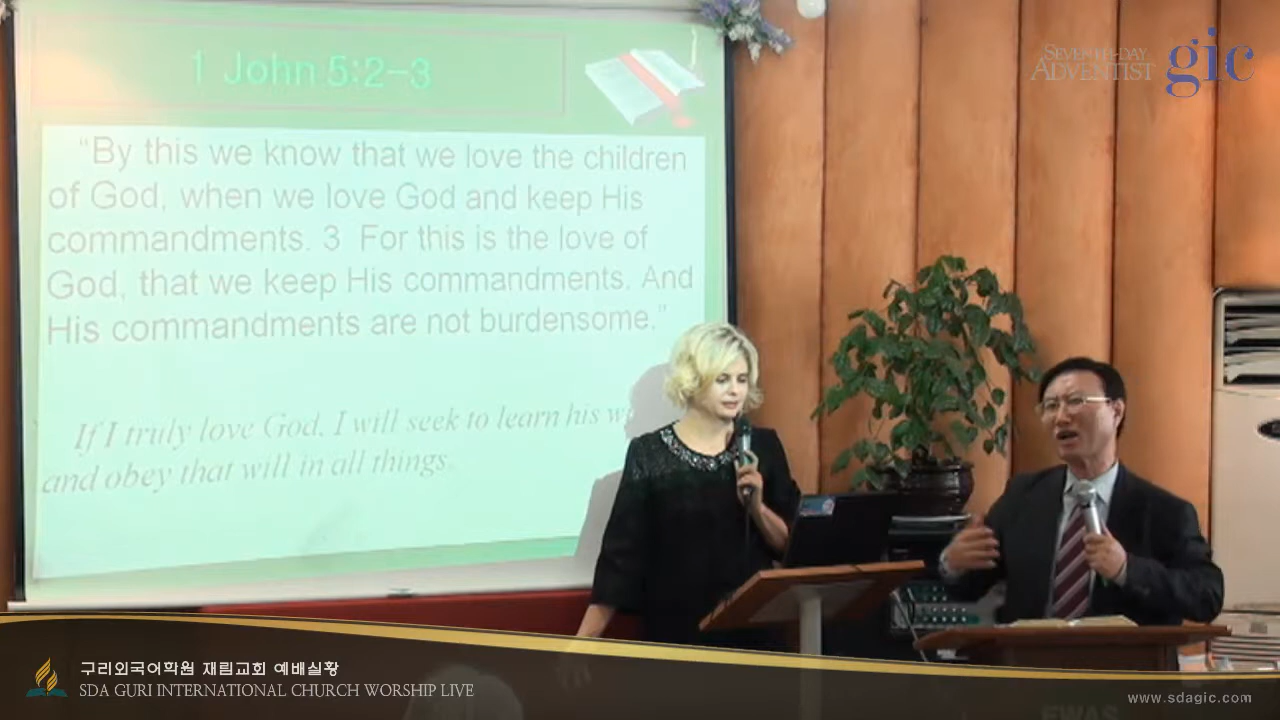 1 John 5:2-3
SEVENTH-DAY
ADVENTIST
gic
“By this we know that we love the children
of God, when we love God and keep His
commandments. 3 For this is the love of
God, that we keep His commandments. And
His commandments are not burdensome.”
If I truly love God, I will seek to learn his
and obey that will in all things.
구리외국어학원 재림교회 예배실황
SDA GURI INTERNATIONAL CHURCH WORSHIP LIVE
www.sdagic.com